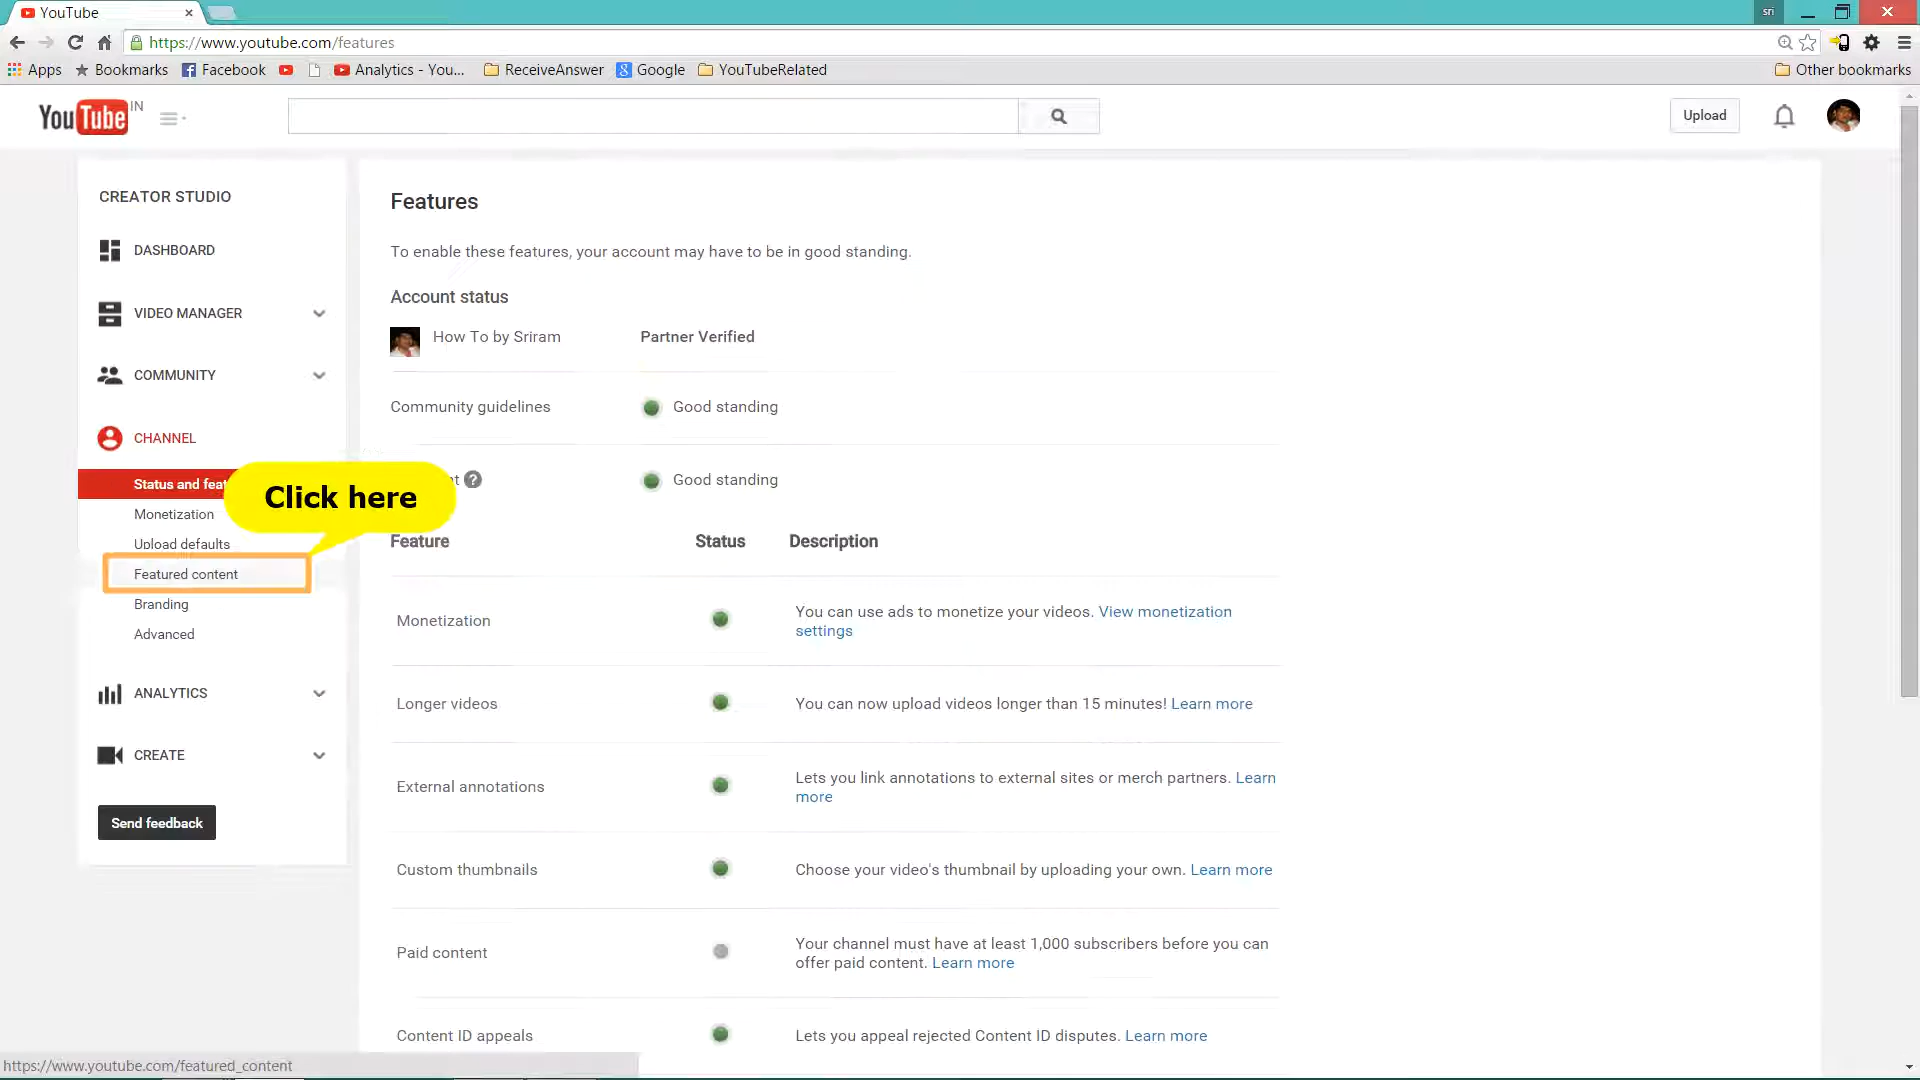 YouTube
sri
https://www.youtube.com/features
Apps Bookmarks Facebook Analytics - You... ReceiveAnswer Google YouTubeRelated Other bookmarks
YouTube IN
Upload
CREATOR STUDIO
DASHBOARD
VIDEO MANAGER
COMMUNITY
CHANNEL
Status and feat
Monetization
Upload defaults
Featured content
Branding
Advanced
ANALYTICS
CREATE
Send feedback
Click here
Features
To enable these features, your account may have to be in good standing.
Account status
How To by Sriram Partner Verified
Community guidelines Good standing
? Good standing
Feature Status Description
Monetization You can use ads to monetize your videos. View monetization
settings
Longer videos You can now upload videos longer than 15 minutes! Learn more
External annotations Lets you link annotations to external sites or merch partners. Learn
more
Custom thumbnails Choose your video's thumbnail by uploading your own. Learn more
Paid content Your channel must have at least 1,000 subscribers before you can
offer paid content. Learn more
Content ID appeals Lets you appeal rejected Content ID disputes. Learn more
https://www.youtube.com/featured_content